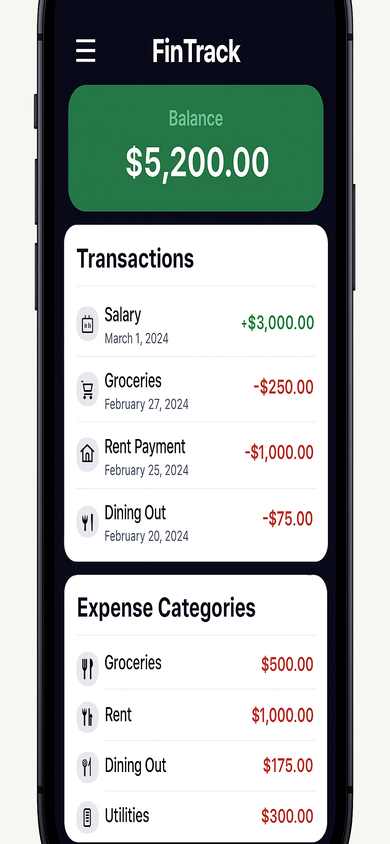 FinTrack
Balance
$5,200.00
Transactions
Salary
+$3,000.00
March 1, 2024
Groceries
-$250.00
February 27, 2024
Rent Payment
-$1,000.00
February 25, 2024
Dining Out
-$75.00
February 20, 2024
Expense Categories
Groceries
$500.00
Rent
$1,000.00
Dining Out
$175.00
Utilities
$300.00